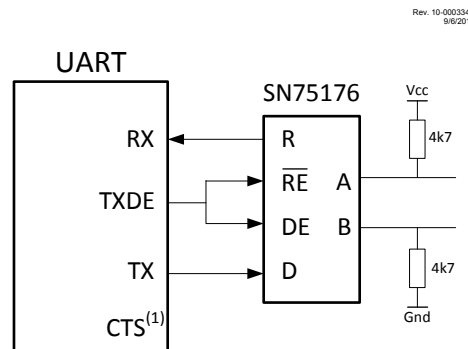 Rev. 10-000334
9/6/201
UART
SN75176
Vcc
RX
R
4k7
RE
A
TXDE
DE
B
TX
D
4k7
CTS(1)
Gnd